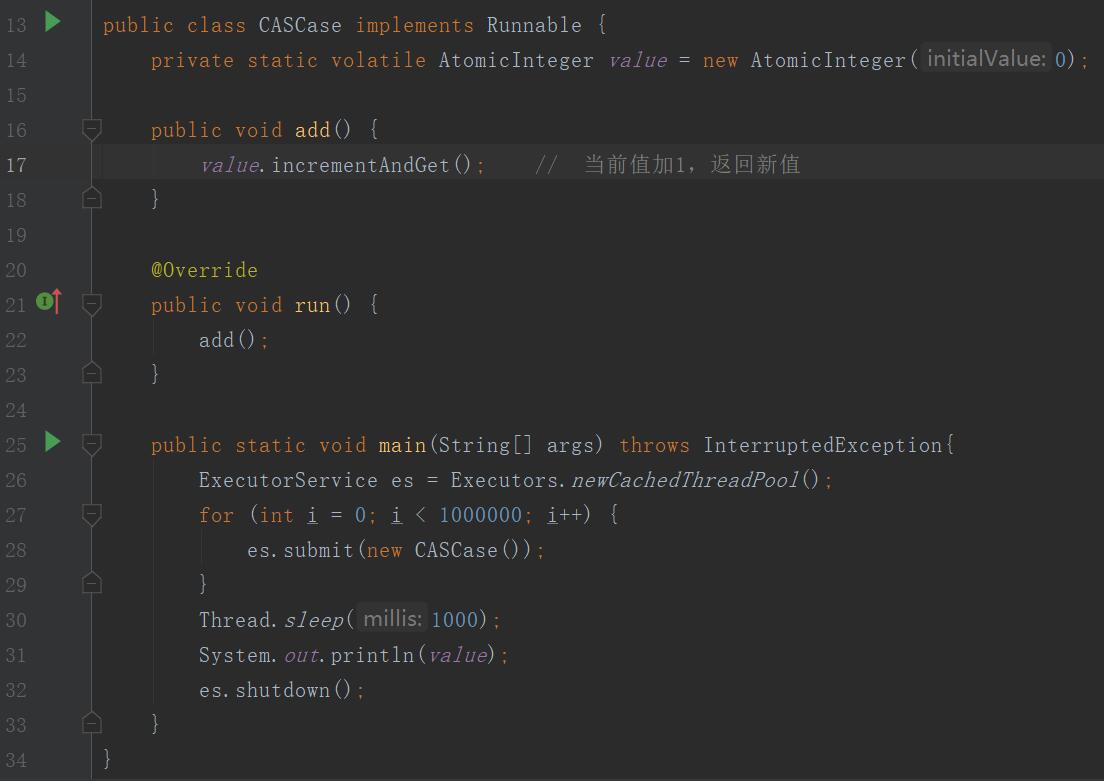 13 public class CASCase implements Runnable {
14     private static volatile AtomicInteger value = new AtomicInteger( initialValue: 0);
15
16     public void add() {
17         value.incrementAndGet();    //  当前值加1，返回新值
18     }
19
20     @Override
21     public void run() {
22         add();
23     }
24
25     public static void main(String[] args) throws InterruptedException{
26         ExecutorService es = Executors.newCachedThreadPool();
27         for (int i = 0; i < 1000000; i++) {
28             es.submit(new CASCase());
29         }
30         Thread.sleep( millis: 1000);
31         System.out.println(value);
32         es.shutdown();
33     }
34 }